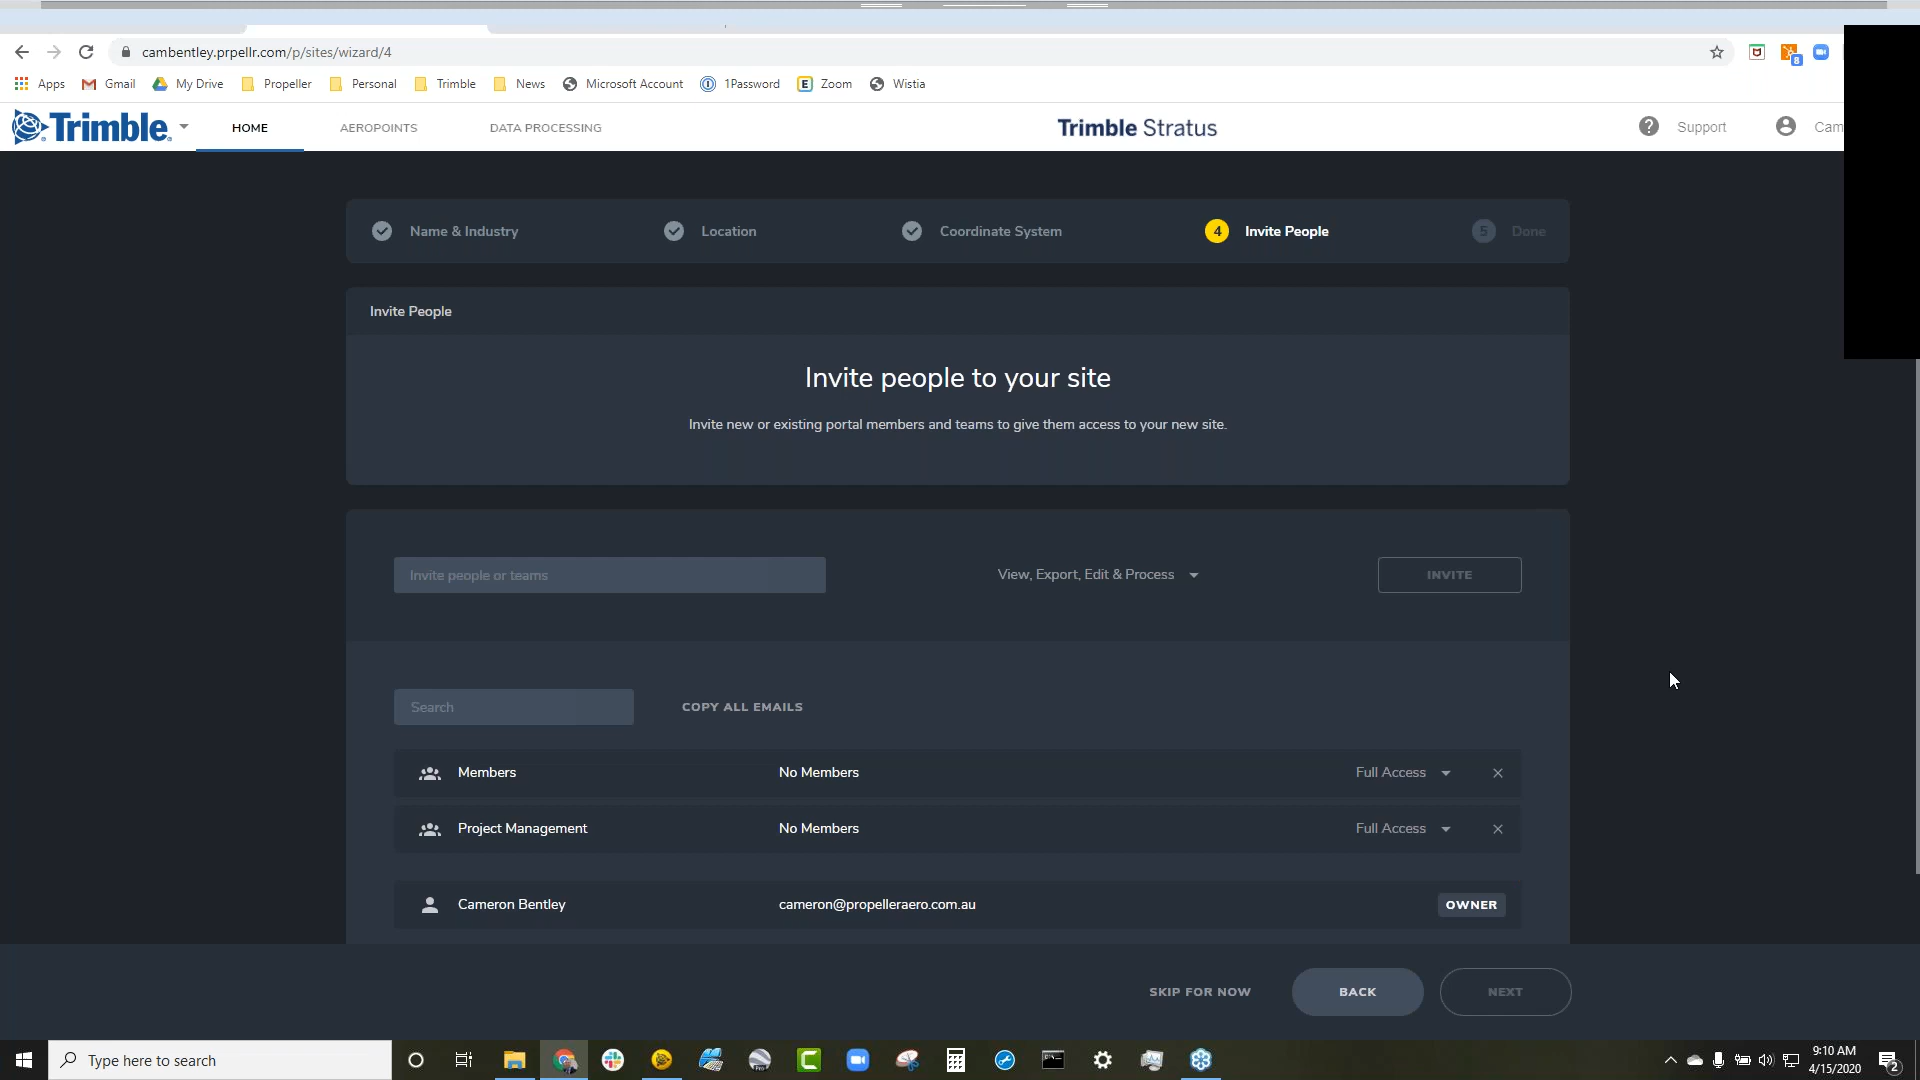 cambentley.prpellr.com/p/sites/wizard/4
8
Apps Gmail My Drive Propeller Personal Trimble News Microsoft Account 1Password E Zoom Wistia
Trimble HOME AEROPOINTS DATA PROCESSING Trimble Stratus ? Support Cam
Name & Industry Location Coordinate System 4 Invite People 5 Done
Invite People
Invite people to your site
Invite new or existing portal members and teams to give them access to your new site.
Invite people or teams View, Export, Edit & Process INVITE
Search COPY ALL EMAILS
Members No Members Full Access
Project Management No Members Full Access
Cameron Bentley cameron@propelleraero.com.au OWNER
SKIP FOR NOW BACK NEXT
Type here to search
9:10 AM
4/15/2020
2